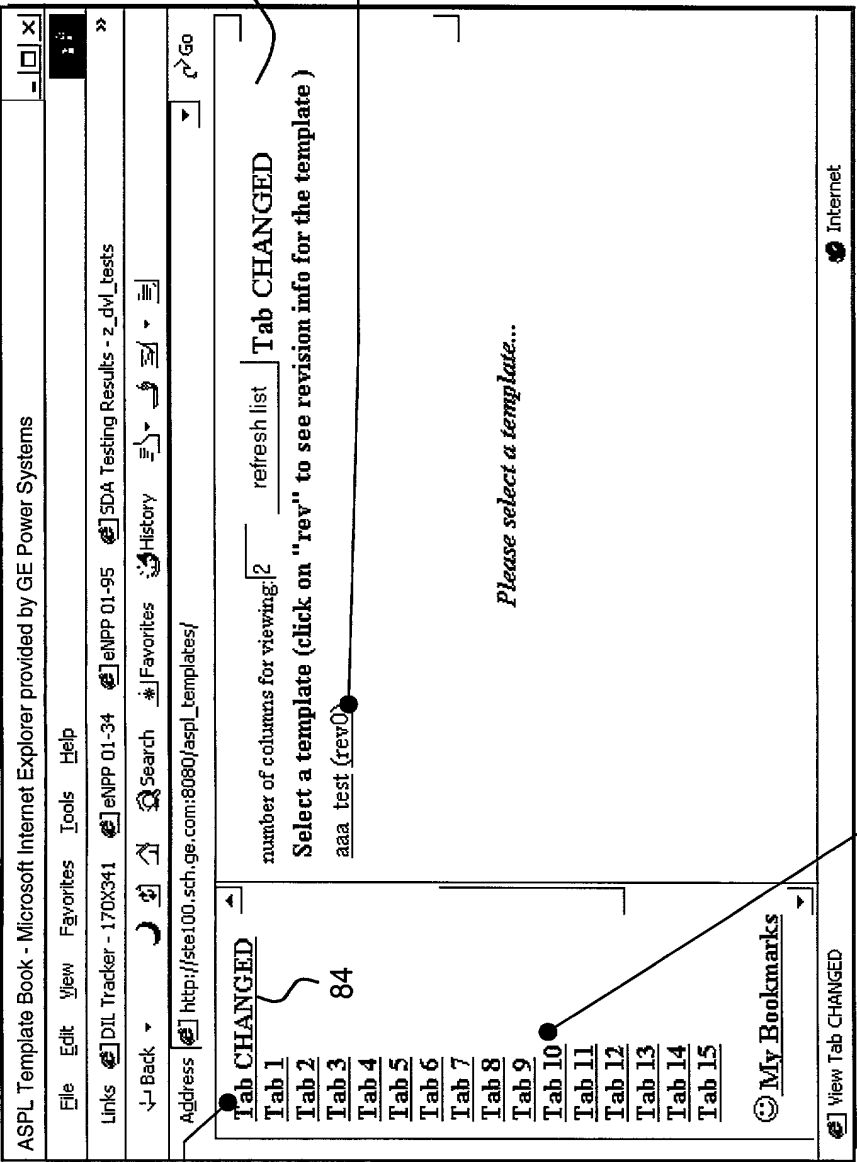 ASPL Template Book - Microsoft Internet Explorer provided by GE Power Systems
File Edit View Favorites Tools Help
Links DIL Tracker - 170X341 eNPP 01-34 eNPP 01-95 SDA Testing Results - z_dvl_tests »
Back Search Favorites History
Address http://ste100.sch.ge.com:8080/aspl_templates/ Go
Tab CHANGED
84
Tab 1
Tab 2
Tab 3
Tab 4
Tab 5
Tab 6
Tab 7
Tab 8
Tab 9
Tab 10
Tab 11
Tab 12
Tab 13
Tab 14
Tab 15
My Bookmarks
number of columns for viewing: 2 refresh list Tab CHANGED
Select a template (click on "rev" to see revision info for the template )
aaa test (rev0)
Please select a template...
View Tab CHANGED Internet